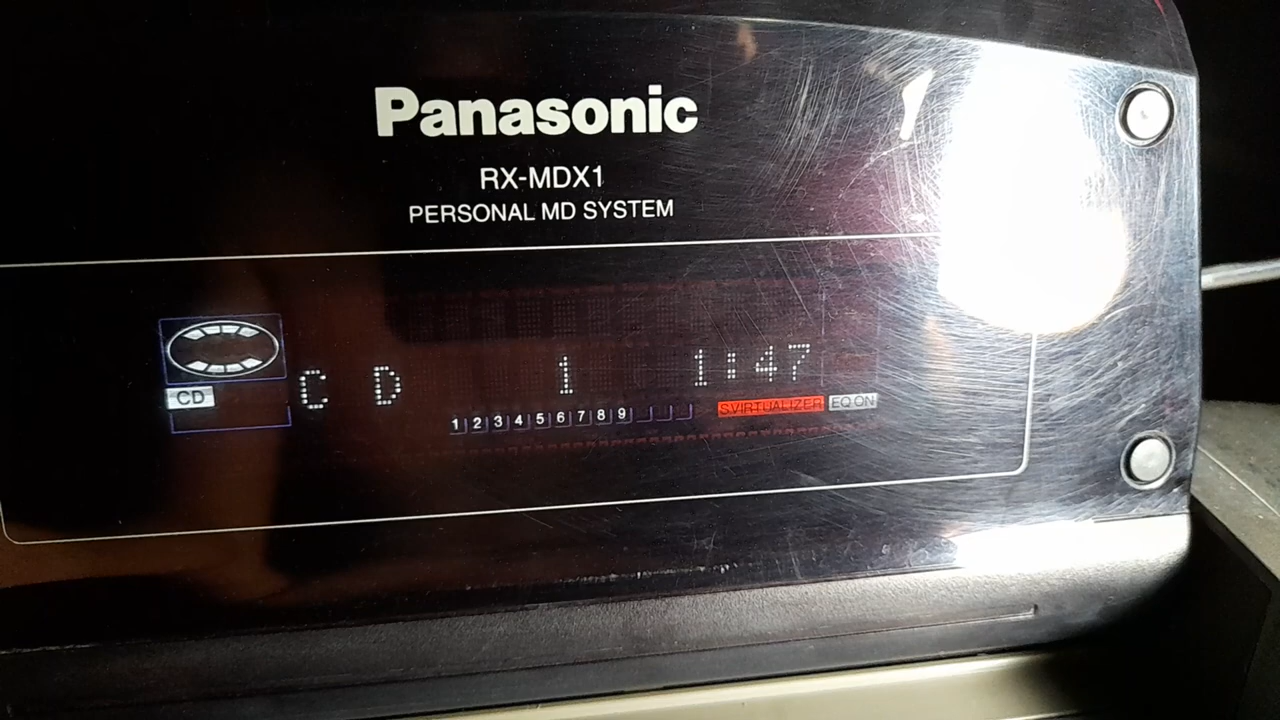 Panasonic
RX-MDX1
PERSONAL MD SYSTEM
CD 1 1:47
CD
1 2 3 4 5 6 7 8 9
S.VIRTUALIZER EQ ON